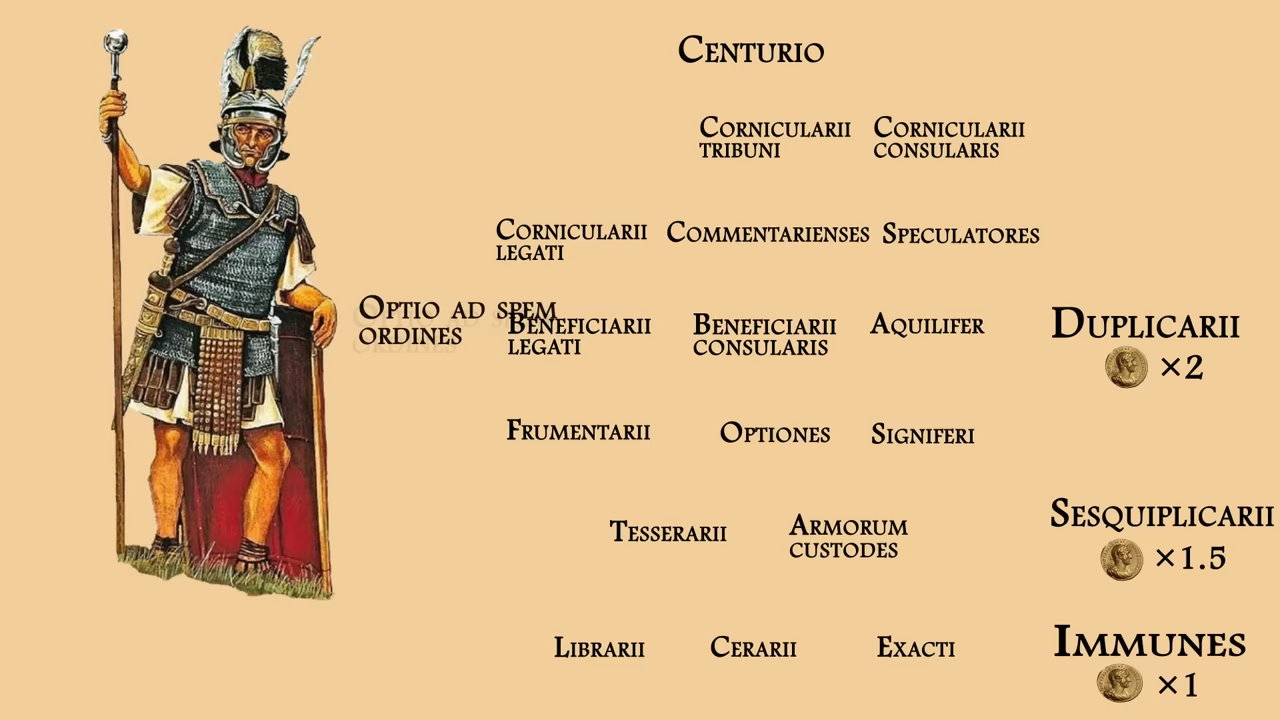 Centurio
Cornicularii
tribuni
Cornicularii
consularis
Cornicularii
legati
Commentarienses
Speculatores
Optio ad spem
ordines
Beneficiarii
legati
Beneficiarii
consularis
Aquilifer
Duplicarii
×2
Frumentarii
Optiones
Signiferi
Tesserarii
Armorum
custodes
Sesquiplicarii
×1.5
Librarii
Cerarii
Exacti
Immunes
×1